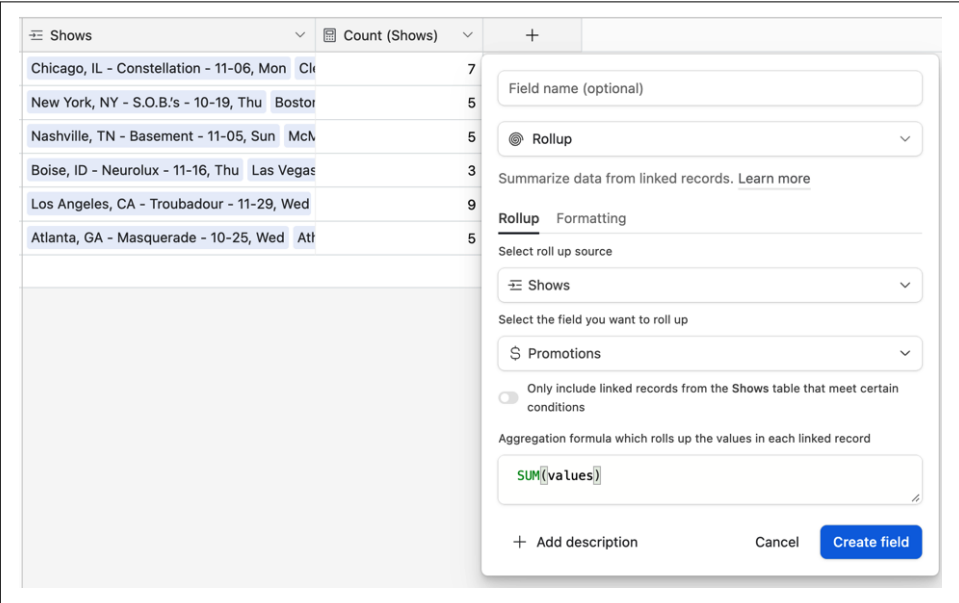 Shows
Count (Shows)
+
Chicago, IL - Constellation - 11-06, Mon Cle
7
New York, NY - S.O.B.'s - 10-19, Thu Boston
5
Nashville, TN - Basement - 11-05, Sun McM
5
Boise, ID - Neurolux - 11-16, Thu Las Vegas
3
Los Angeles, CA - Troubadour - 11-29, Wed
9
Atlanta, GA - Masquerade - 10-25, Wed Ath
5
Field name (optional)
Rollup
Summarize data from linked records. Learn more
Rollup Formatting
Select roll up source
Shows
Select the field you want to roll up
$ Promotions
Only include linked records from the Shows table that meet certain
conditions
Aggregation formula which rolls up the values in each linked record
SUM(values)
+ Add description
Cancel
Create field